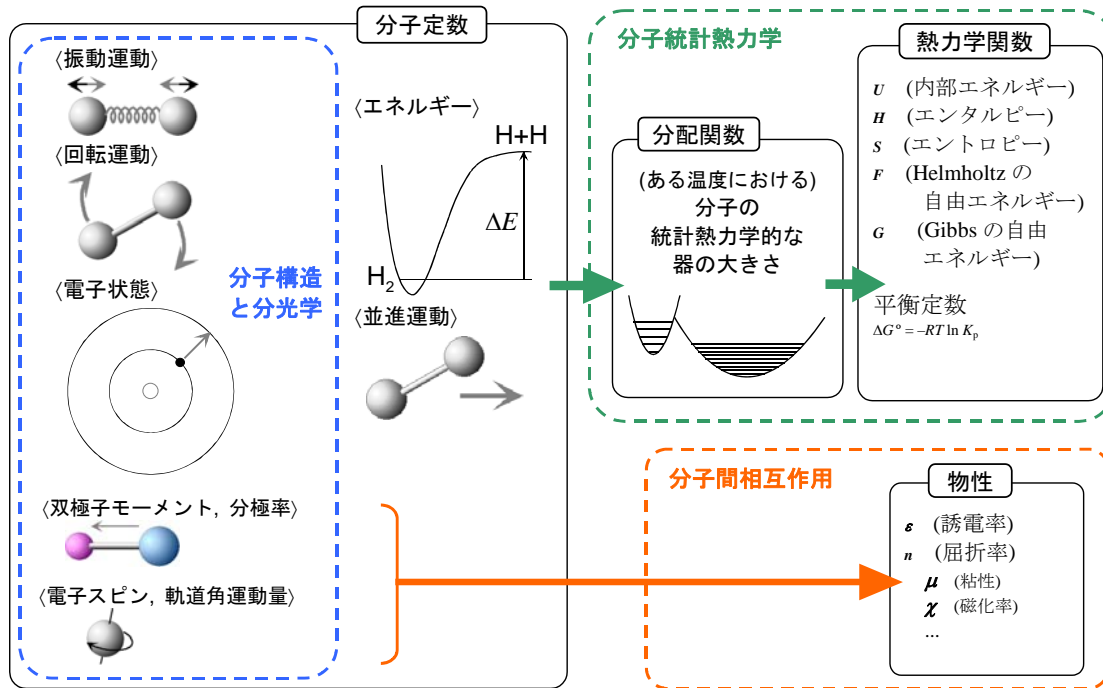 分子定数
〈振動運動〉
〈回転運動〉
〈電子状態〉
〈双極子モーメント, 分極率〉
〈電子スピン, 軌道角運動量〉
分子構造
と分光学
〈エネルギー〉
H+H
ΔE
H2
〈並進運動〉
分子統計熱力学
分配関数
(ある温度における)
分子の
統計熱力学的な
器の大きさ
熱力学関数
U (内部エネルギー)
H (エンタルピー)
S (エントロピー)
F (Helmholtz の
自由エネルギー)
G (Gibbs の自由
エネルギー)
平衡定数
ΔG° = –RT ln Kp
分子間相互作用
物性
ε (誘電率)
n (屈折率)
μ (粘性)
χ (磁化率)
...